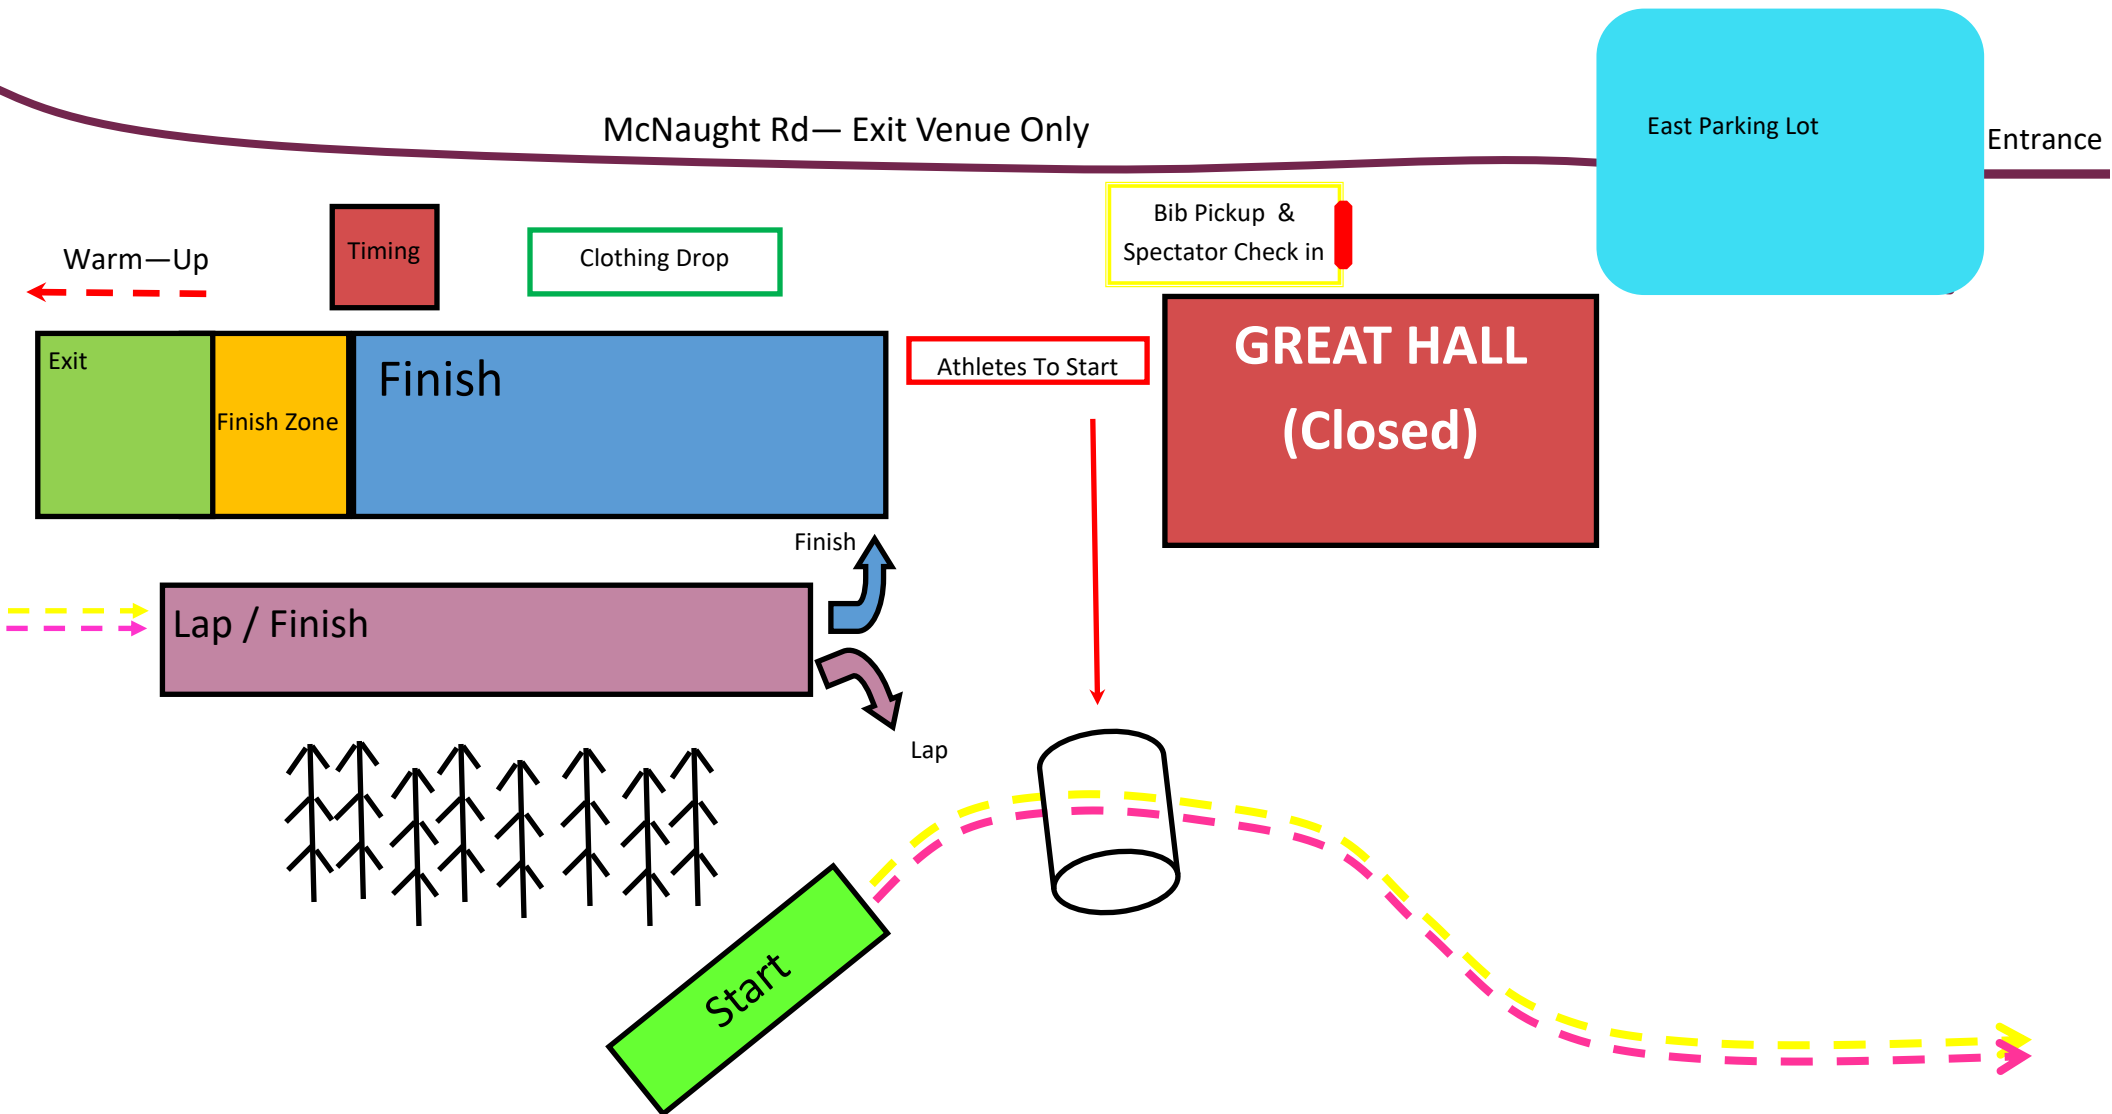 McNaught Rd— Exit Venue Only
East Parking Lot
Entrance
Bib Pickup &
Spectator Check in
Warm—Up
Timing
Clothing Drop
Exit
Finish Zone
Finish
Athletes To Start
GREAT HALL
(Closed)
Finish
Lap / Finish
Lap
Start